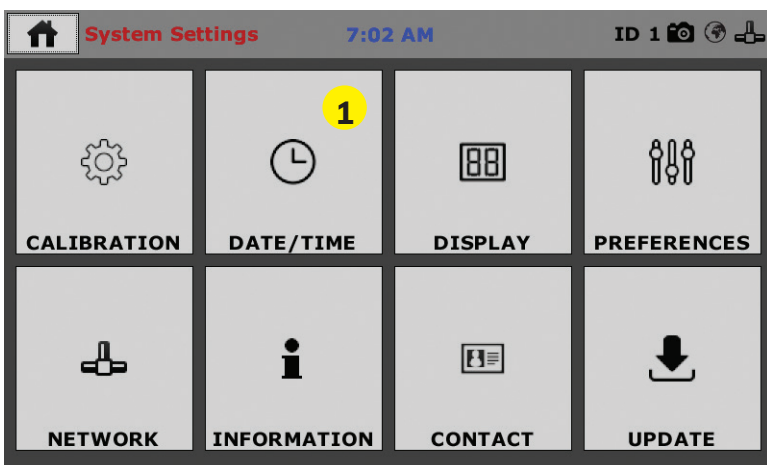 System Settings 7:02 AM ID 1
1
CALIBRATION DATE/TIME DISPLAY PREFERENCES
NETWORK INFORMATION CONTACT UPDATE